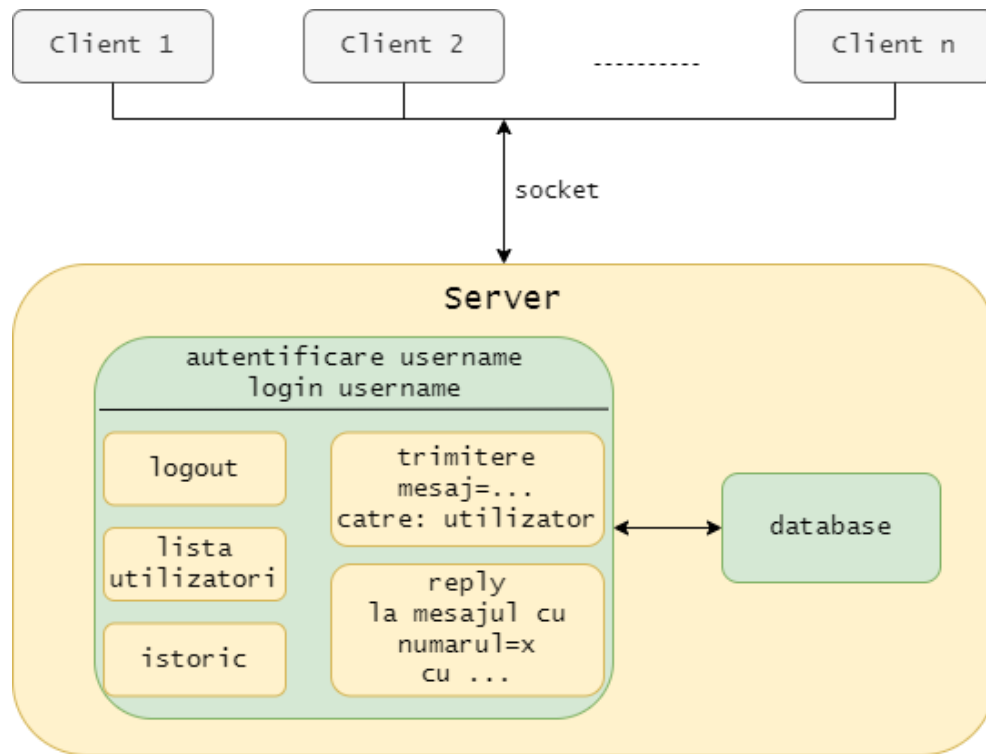 Client 1
Client 2
----------
Client n
socket
Server
autentificare username
login username
logout
lista
utilizatori
istoric
trimitere
mesaj=...
catre: utilizator
reply
la mesajul cu
numarul=x
cu ...
database